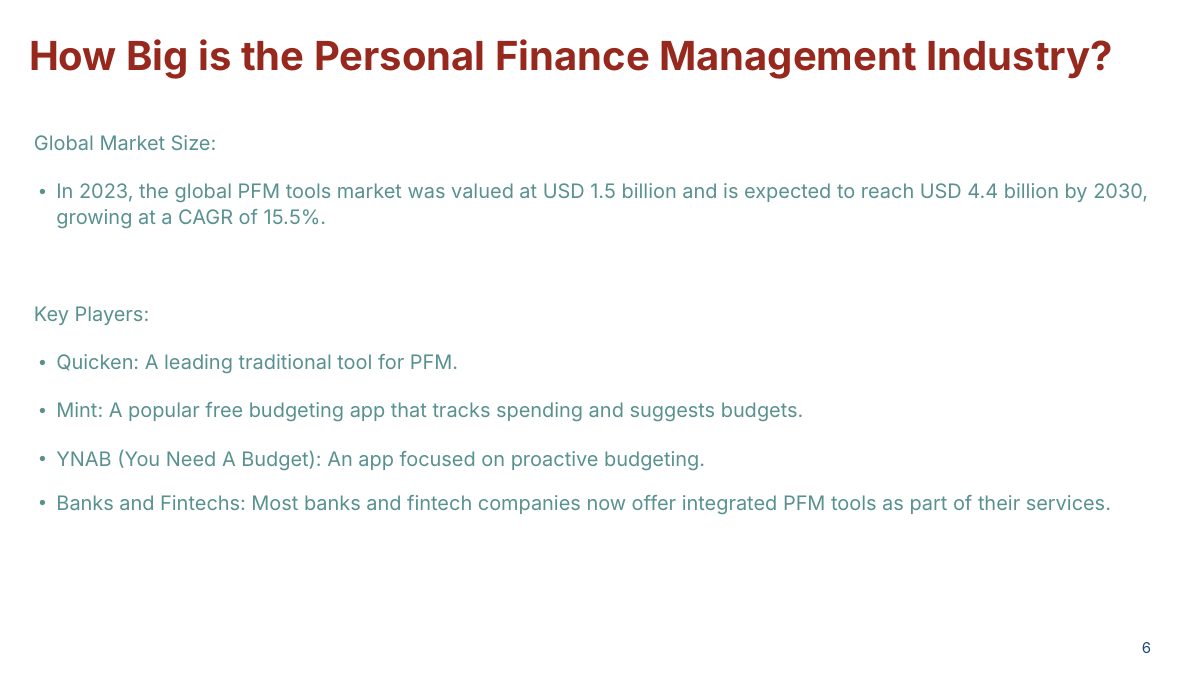 How Big is the Personal Finance Management Industry?
Global Market Size:
• In 2023, the global PFM tools market was valued at USD 1.5 billion and is expected to reach USD 4.4 billion by 2030,
growing at a CAGR of 15.5%.
Key Players:
• Quicken: A leading traditional tool for PFM.
• Mint: A popular free budgeting app that tracks spending and suggests budgets.
• YNAB (You Need A Budget): An app focused on proactive budgeting.
• Banks and Fintechs: Most banks and fintech companies now offer integrated PFM tools as part of their services.
6